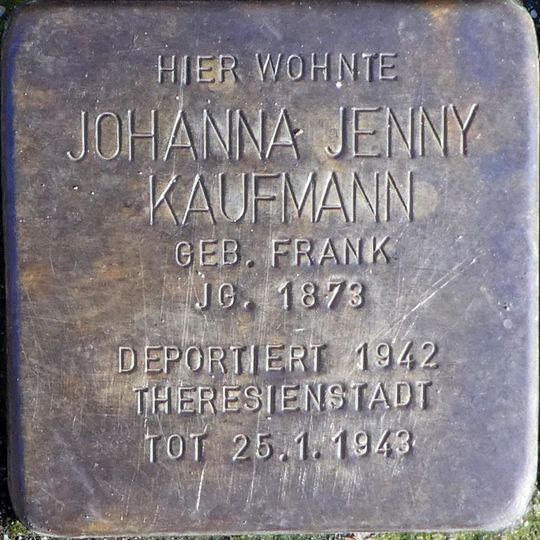 HIER WOHNTE
JOHANNA JENNY
KAUFMANN
GEB. FRANK
JG. 1873
DEPORTIERT 1942
THERESIENSTADT
TOT 25.1.1943